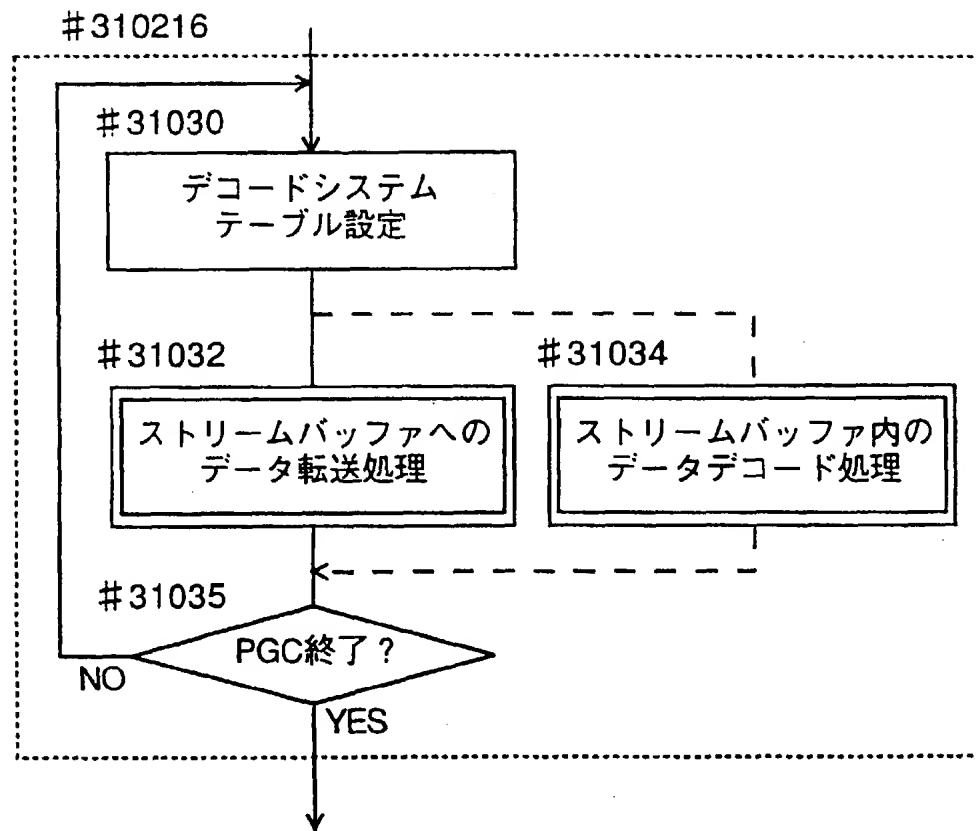 #310216
#31030
デコードシステム
テーブル設定
#31032
#31034
ストリームバッファへの
データ転送処理
ストリームバッファ内の
データデコード処理
#31035
PGC終了?
NO
YES